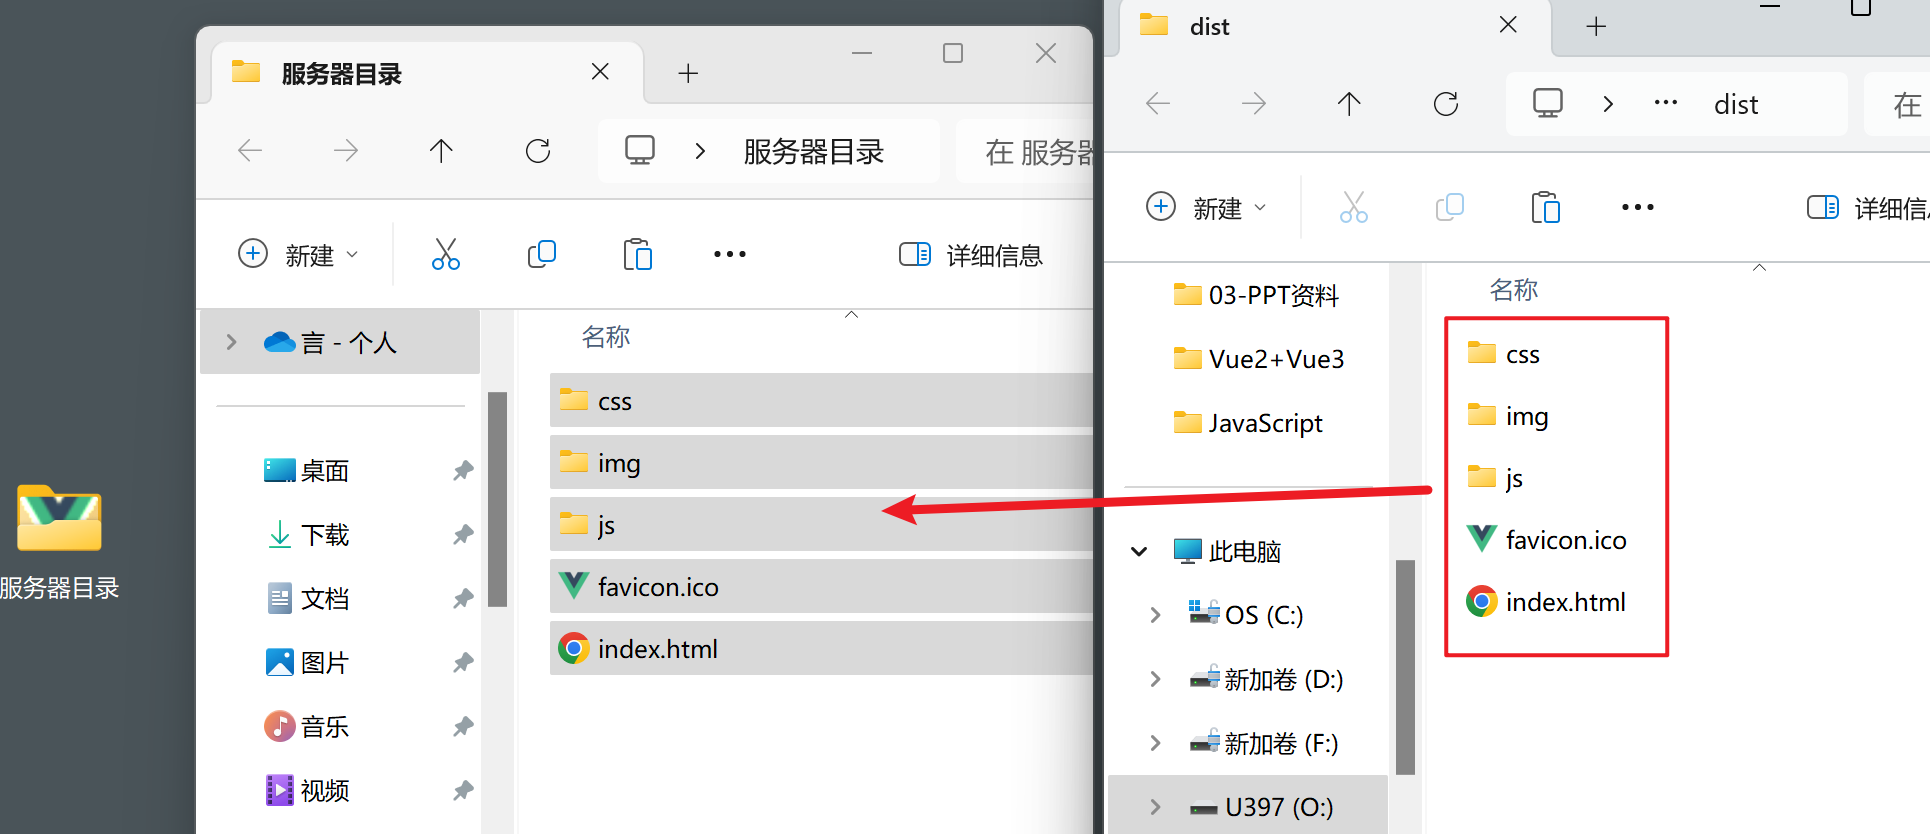 服务器目录
服务器目录
服务器目录
在 服务器
新建
详细信息
言 - 个人
桌面
下载
文档
图片
音乐
视频
名称
css
img
js
favicon.ico
index.html
dist
dist
在
新建
详细信息
03-PPT资料
Vue2+Vue3
JavaScript
此电脑
OS (C:)
新加卷 (D:)
新加卷 (F:)
U397 (O:)
名称
css
img
js
favicon.ico
index.html